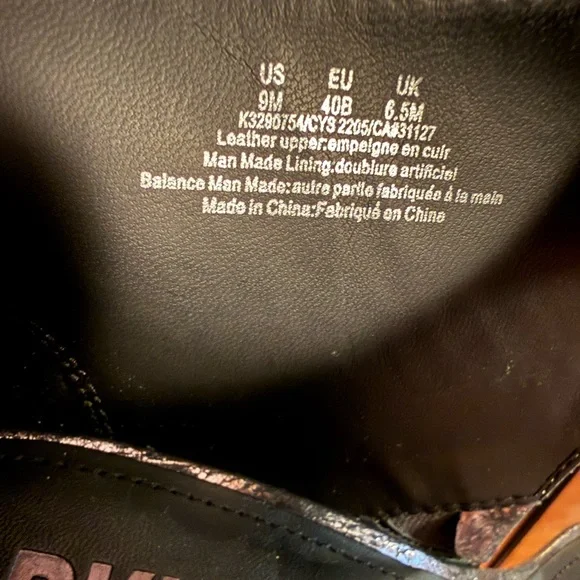 US EU UK
9M 40B 6.5M
K3290754/CYS 2205/CA#31127
Leather upper:empeigne en cuir
Man Made Lining:doublure artificiel
Balance Man Made:autre partie fabriquée à la main
Made in China:Fabriqué en Chine